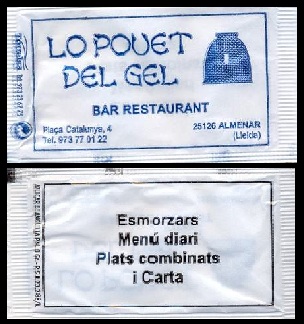 LO POUET
DEL GEL
BAR RESTAURANT
Plaça Catalunya, 4
Tel. 973 77 01 22
25126 ALMENAR
(Lleida)
Esmorzars
Menú diari
Plats combinats
i Carta